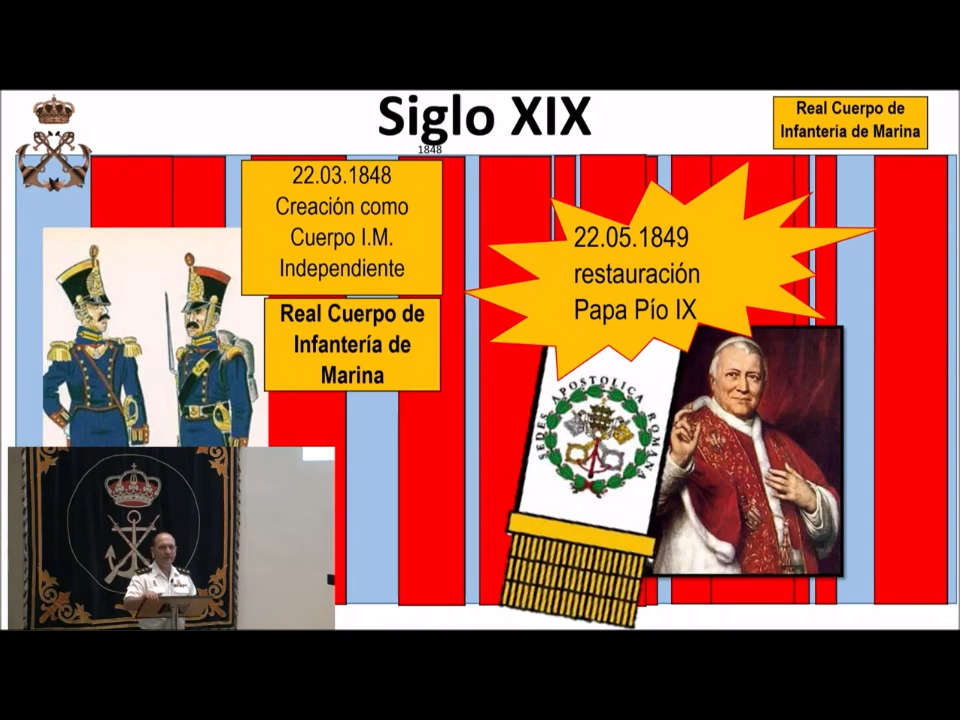 Siglo XIX
1848
Real Cuerpo de
Infantería de Marina
22.03.1848
Creación como
Cuerpo I.M.
Independiente
Real Cuerpo de
Infantería de
Marina
22.05.1849
restauración
Papa Pío IX
SEDES APOSTOLICA ROMANA